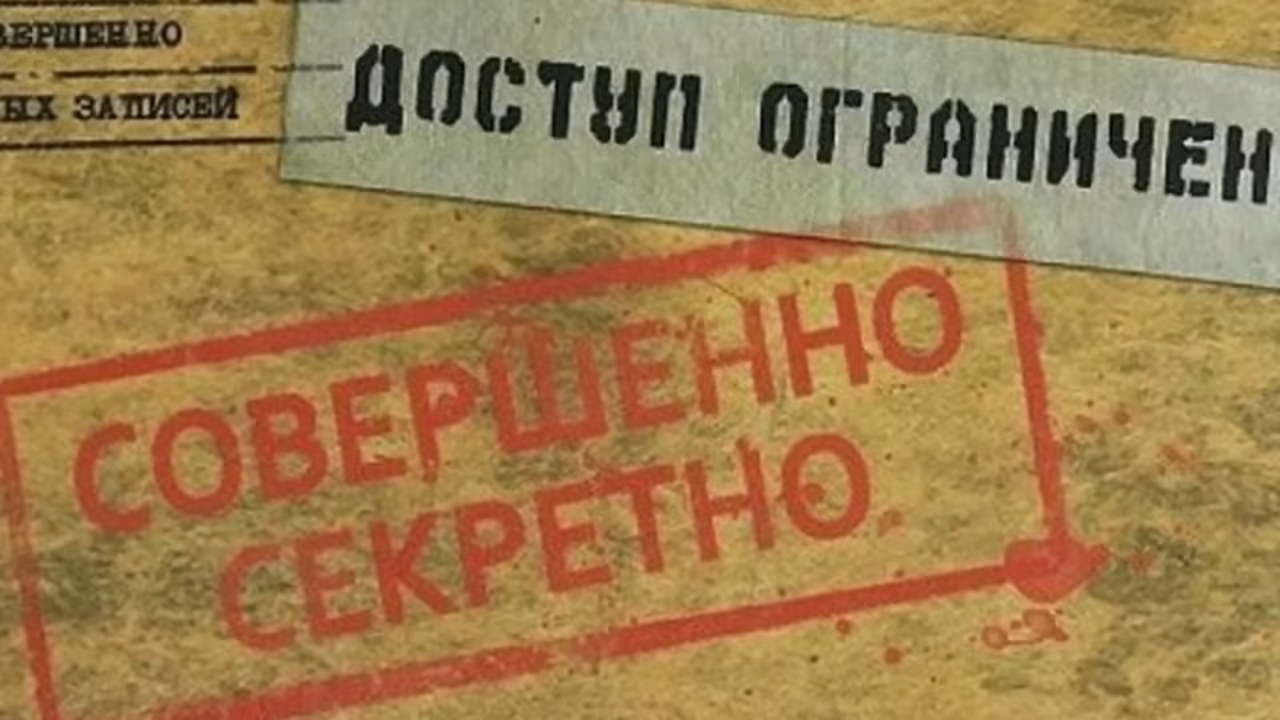 ВЕРШЕННО
ЫХ ЗАПИСЕЙ
ДОСТУП ОГРАНИЧЕН
СОВЕРШЕННО
СЕКРЕТНО